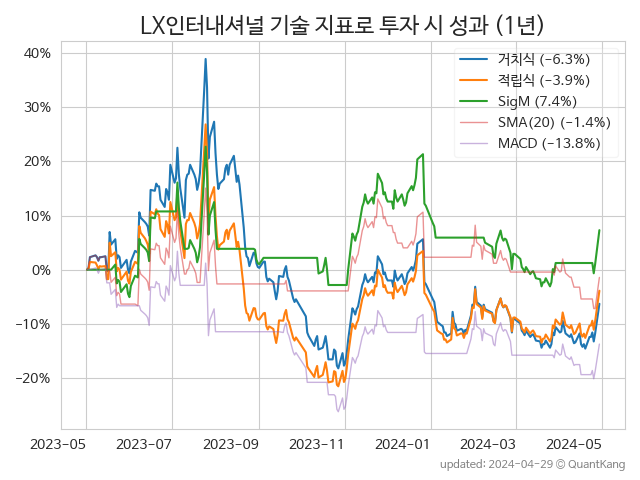 LX인터내셔널 기술 지표로 투자 시 성과 (1년)
40%
30%
20%
10%
0%
−10%
−20%
거치식 (−6.3%)
적립식 (−3.9%)
SigM (7.4%)
SMA(20) (−1.4%)
MACD (−13.8%)
2023-05 2023-07 2023-09 2023-11 2024-01 2024-03 2024-05
updated: 2024-04-29 © QuantKang